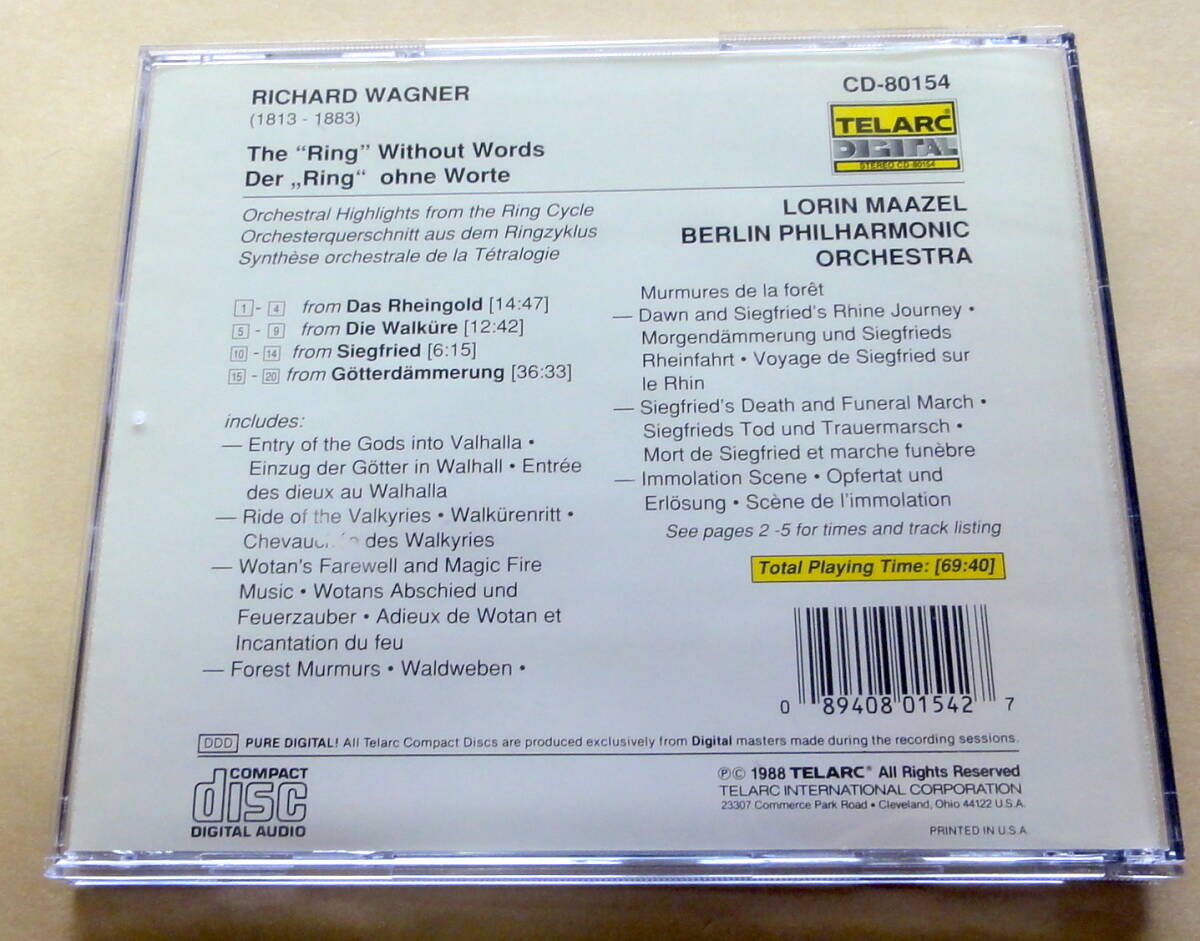 RICHARD WAGNER
(1813 - 1883)
The "Ring" Without Words
Der „Ring“ ohne Worte
CD-80154
TELARC®
DIGITAL
STEREO CD-80154
Orchestral Highlights from the Ring Cycle
Orchesterquerschnitt aus dem Ringzyklus
Synthèse orchestrale de la Tétralogie
LORIN MAAZEL
BERLIN PHILHARMONIC
ORCHESTRA
1 - 4 from Das Rheingold [14:47]
5 - 9 from Die Walküre [12:42]
10 - 14 from Siegfried [6:15]
15 - 20 from Götterdämmerung [36:33]
includes:
— Entry of the Gods into Valhalla •
Einzug der Götter in Walhall • Entrée
des dieux au Walhalla
— Ride of the Valkyries • Walkürenritt •
des Walkyries
— Wotan's Farewell and Magic Fire
Music • Wotans Abschied und
Feuerzauber • Adieux de Wotan et
Incantation du feu
— Forest Murmurs • Waldweben •
Murmures de la forêt
— Dawn and Siegfried's Rhine Journey •
Morgendämmerung und Siegfrieds
Rheinfahrt • Voyage de Siegfried sur
le Rhin
— Siegfried's Death and Funeral March •
Siegfrieds Tod und Trauermarsch •
Mort de Siegfried et marche funèbre
— Immolation Scene • Opfertat und
Erlösung • Scène de l'immolation
See pages 2 -5 for times and track listing
Total Playing Time: [69:40]
0 89408 01542 7
DDD PURE DIGITAL! All Telarc Compact Discs are produced exclusively from Digital masters made during the recording sessions.
COMPACT
disc
DIGITAL AUDIO
℗© 1988 TELARC® All Rights Reserved
TELARC INTERNATIONAL CORPORATION
23307 Commerce Park Road • Cleveland, Ohio 44122 U.S.A.
PRINTED IN U.S.A.